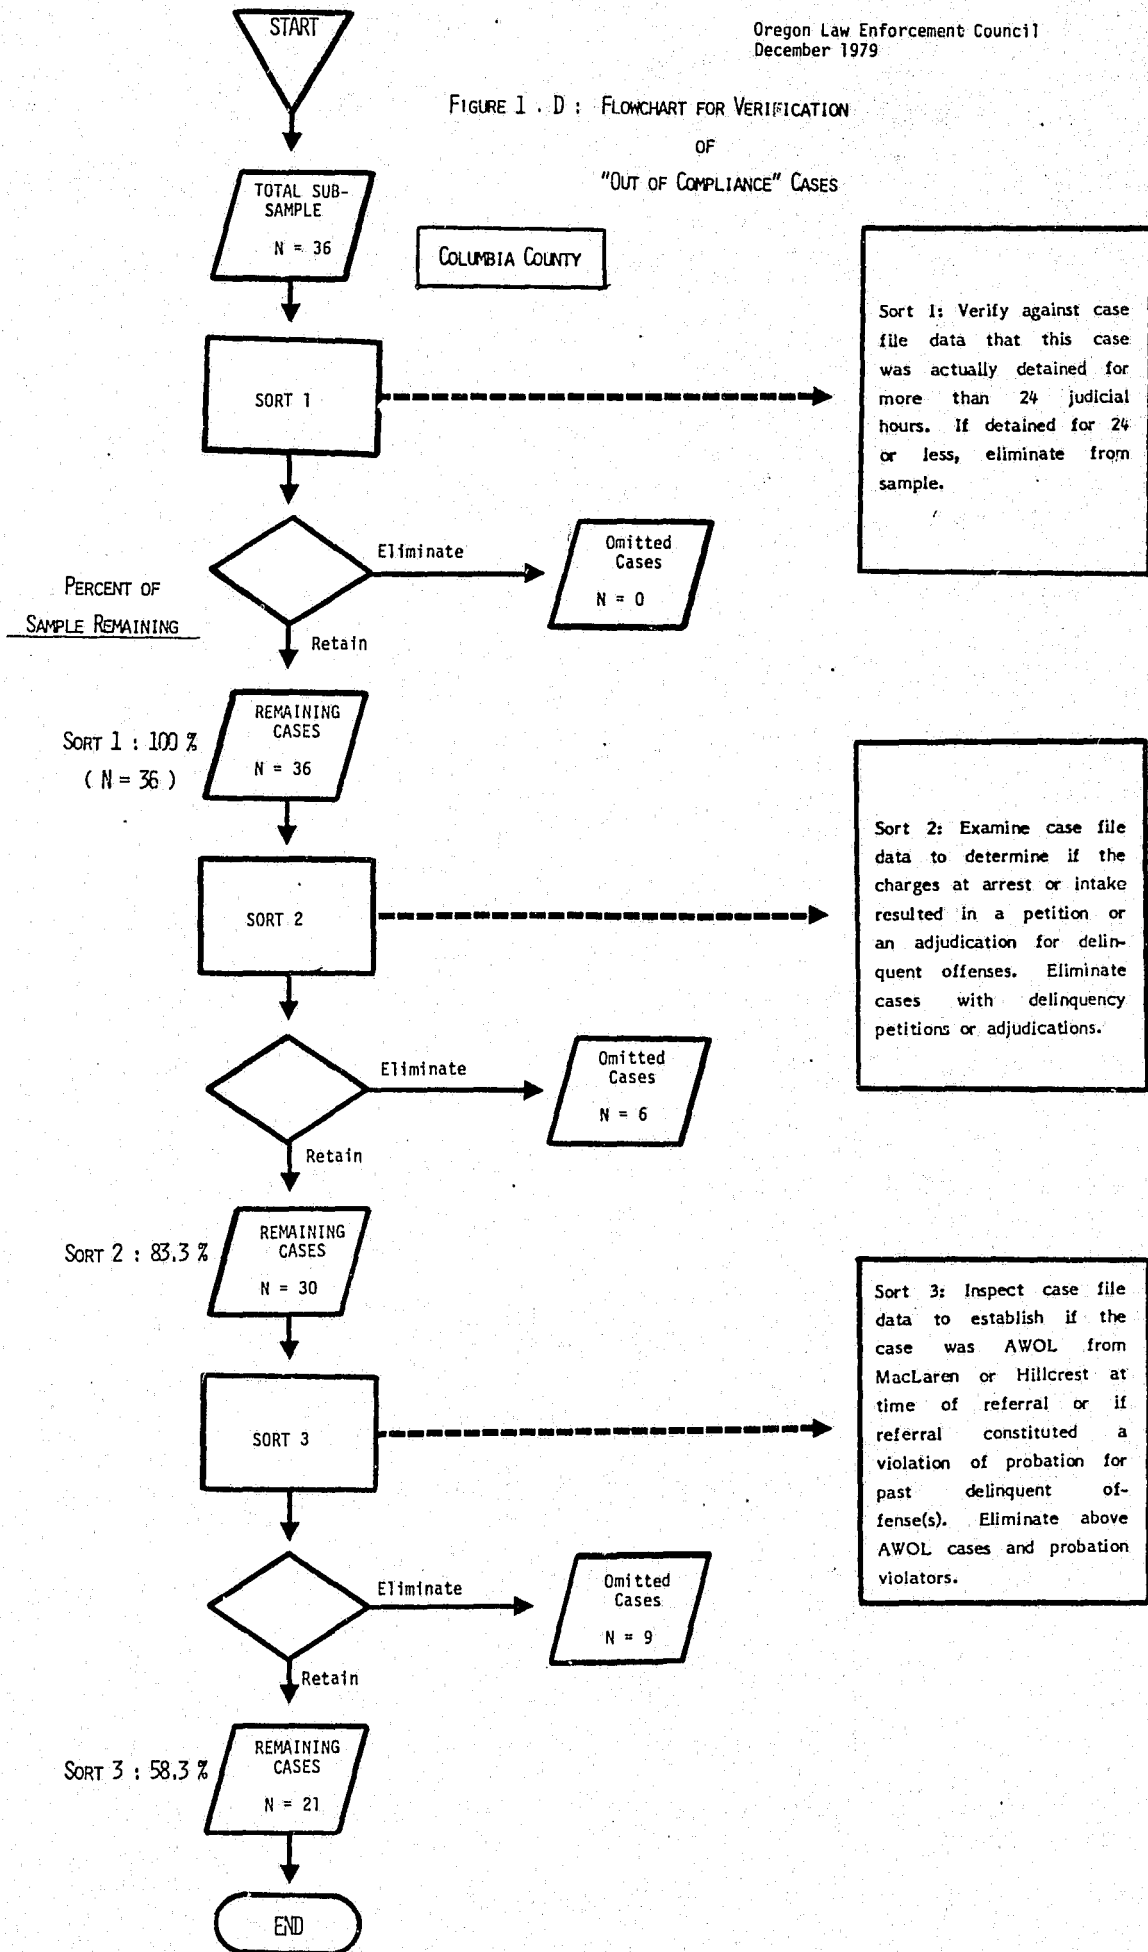 START
Oregon Law Enforcement Council
December 1979
FIGURE 1 . D : FLOWCHART FOR VERIFICATION
OF
"OUT OF COMPLIANCE" CASES
TOTAL SUB-
SAMPLE
N = 36
COLUMBIA COUNTY
SORT 1
Sort 1: Verify against case
file data that this case
was actually detained for
more than 24 judicial
hours. If detained for 24
or less, eliminate from
sample.
Eliminate
Omitted
Cases
N = 0
PERCENT OF
SAMPLE REMAINING
Retain
SORT 1 : 100 %
( N = 36 )
REMAINING
CASES
N = 36
SORT 2
Sort 2: Examine case file
data to determine if the
charges at arrest or intake
resulted in a petition or
an adjudication for delin-
quent offenses. Eliminate
cases with delinquency
petitions or adjudications.
Eliminate
Omitted
Cases
N = 6
Retain
SORT 2 : 83.3 %
REMAINING
CASES
N = 30
SORT 3
Sort 3: Inspect case file
data to establish if the
case was AWOL from
MacLaren or Hillcrest at
time of referral or if
referral constituted a
violation of probation for
past delinquent of-
fense(s). Eliminate above
AWOL cases and probation
violators.
Eliminate
Omitted
Cases
N = 9
Retain
SORT 3 : 58.3 %
REMAINING
CASES
N = 21
END